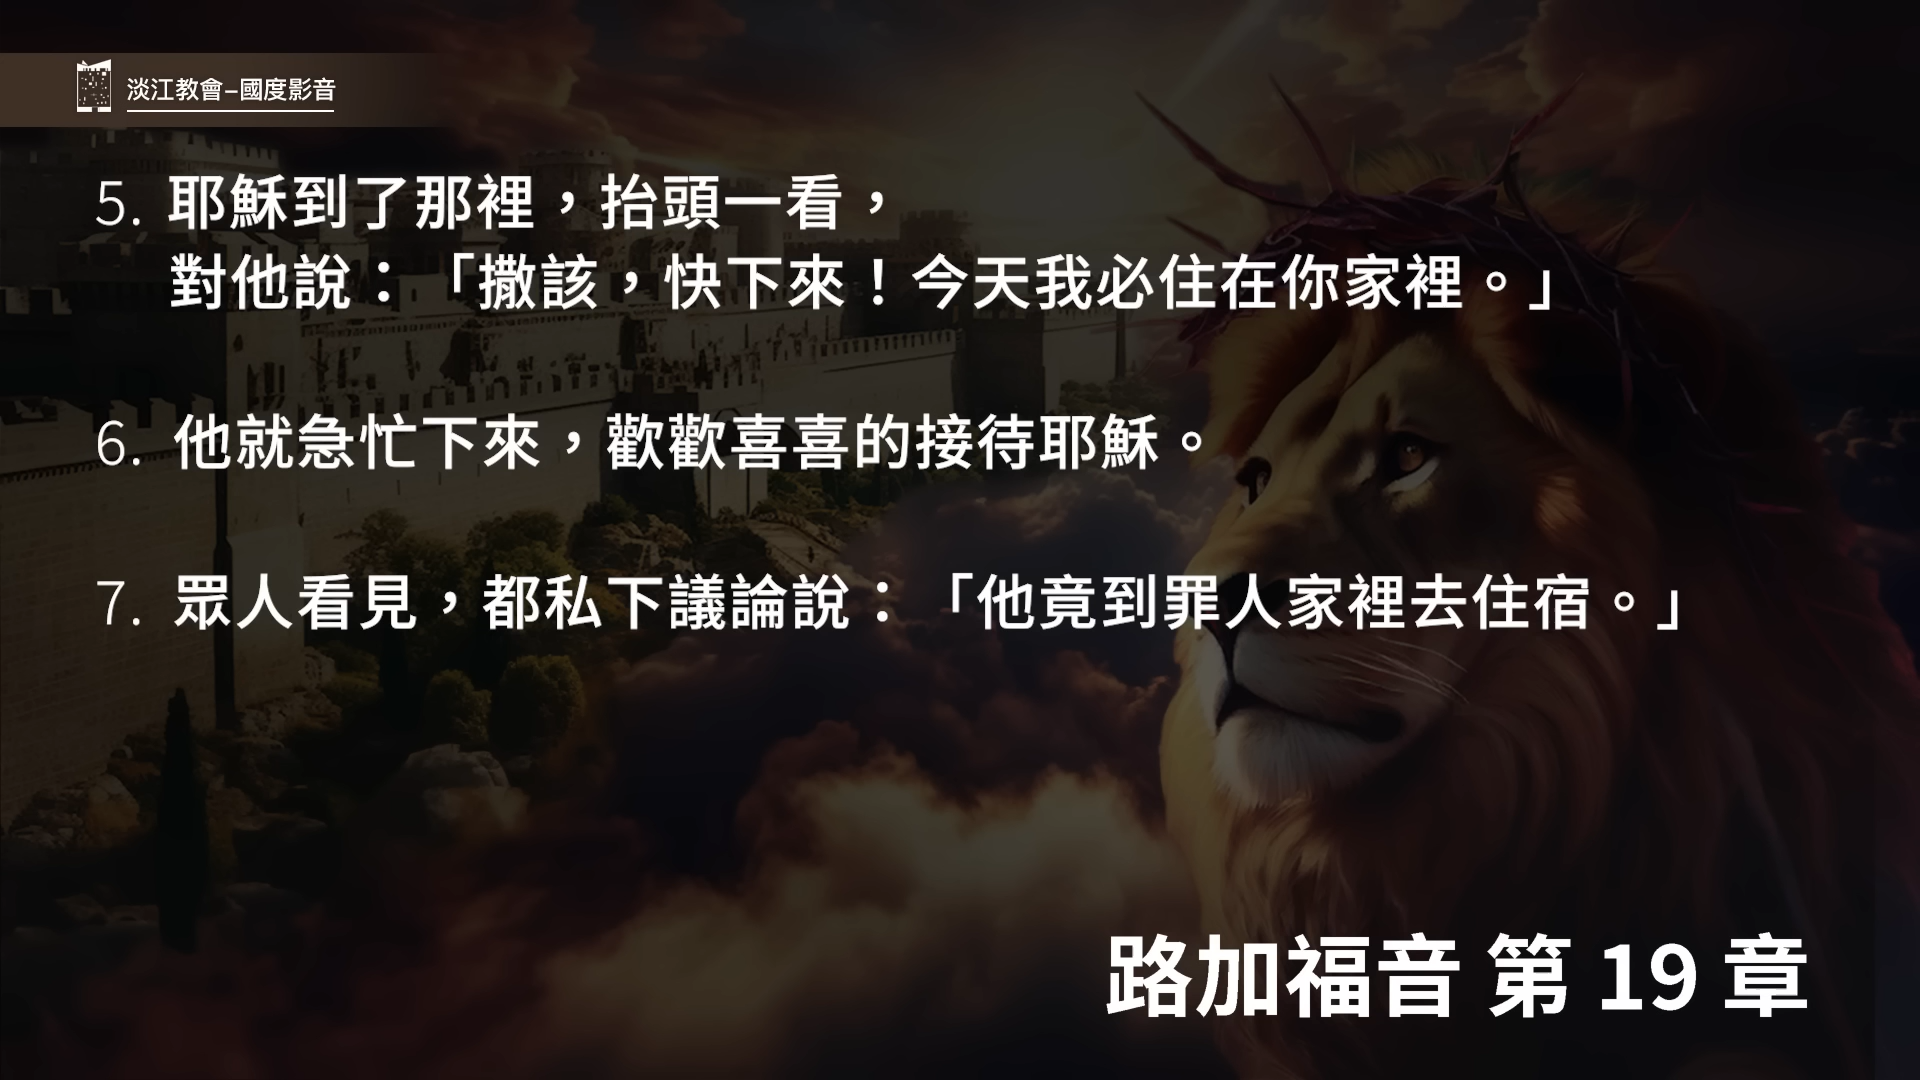 淡江教會–國度影音
5. 耶穌到了那裡，抬頭一看，
對他說：「撒該，快下來！今天我必住在你家裡。」
6. 他就急忙下來，歡歡喜喜的接待耶穌。
7. 眾人看見，都私下議論說：「他竟到罪人家裡去住宿。」
路加福音 第 19 章